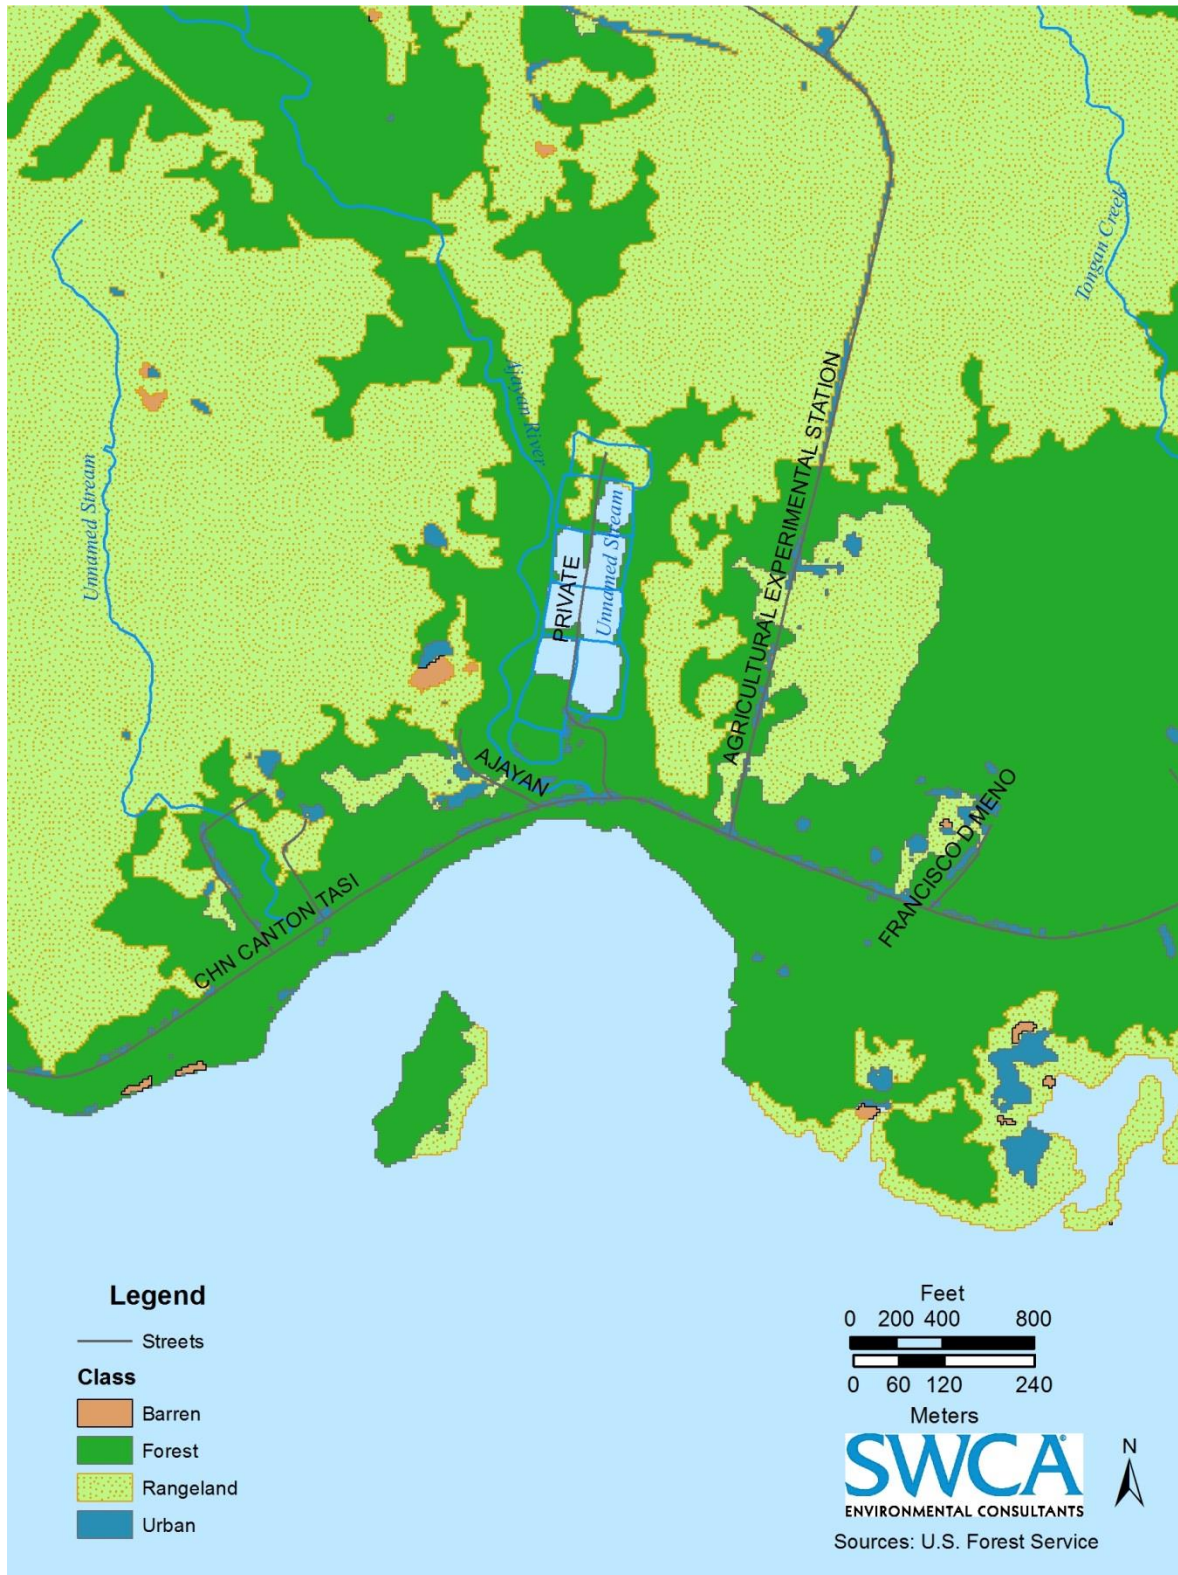 Tongan Creek
Ajayan River
Unnamed Stream
Unnamed Stream
PRIVATE
AGRICULTURAL EXPERIMENTAL STATION
AJAYAN
CHN CANTON TASI
FRANCISCO D MENO
Legend
Streets
Class
Barren
Forest
Rangeland
Urban
Feet
0 200 400 800
0 60 120 240
Meters
SWCA®
ENVIRONMENTAL CONSULTANTS
N
Sources: U.S. Forest Service